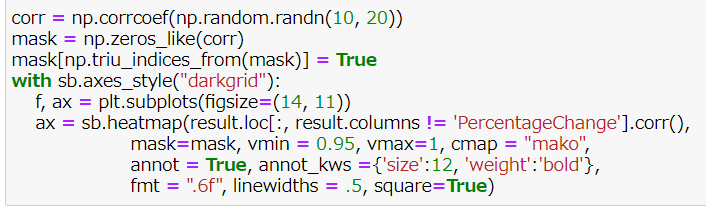 corr = np.corrcoef(np.random.randn(10, 20))
mask = np.zeros_like(corr)
mask[np.triu_indices_from(mask)] = True
with sb.axes_style("darkgrid"):
    f, ax = plt.subplots(figsize=(14, 11))
    ax = sb.heatmap(result.loc[:, result.columns != 'PercentageChange'].corr(),
                mask=mask, vmin = 0.95, vmax=1, cmap = "mako",
                annot = True, annot_kws ={'size':12, 'weight':'bold'},
                fmt = ".6f", linewidths = .5, square=True)